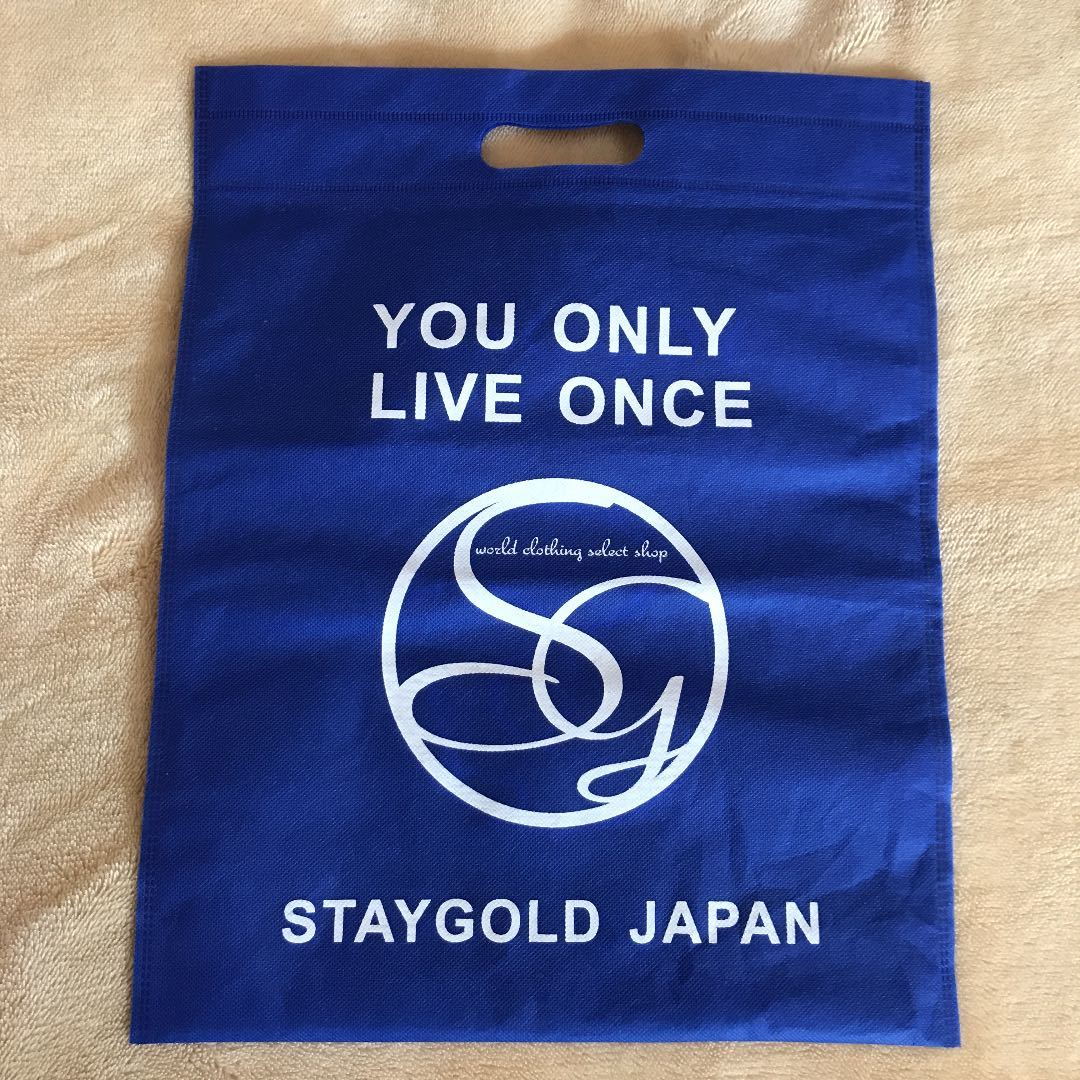 YOU ONLY
LIVE ONCE
world clothing select shop
SG
STAYGOLD JAPAN